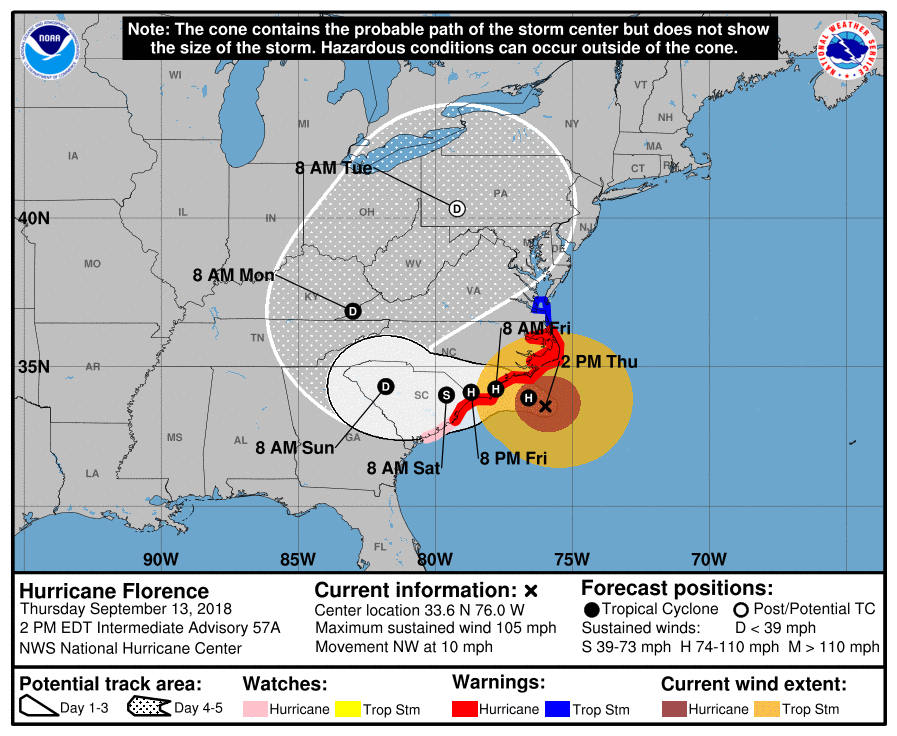 Note: The cone contains the probable path of the storm center but does not show
the size of the storm. Hazardous conditions can occur outside of the cone.
NOAA
NATIONAL WEATHER SERVICE
WI
MI
VT
NH
NY
MA
CT
IA
8 AM Tue
D
PA
40N
IL
IN
OH
NJ
DE
MO
8 AM Mon
WV
KY
VA
D
TN
8 AM Fri
NC
35N
AR
2 PM Thu
D
SC
S
H
H
H
MS
AL
GA
8 AM Sun
8 AM Sat
8 PM Fri
LA
FL
90W
85W
80W
75W
70W
Hurricane Florence
Thursday September 13, 2018
2 PM EDT Intermediate Advisory 57A
NWS National Hurricane Center
Current information: ×
Center location 33.6 N 76.0 W
Maximum sustained wind 105 mph
Movement NW at 10 mph
Forecast positions:
Tropical Cyclone
Post/Potential TC
Sustained winds: D < 39 mph
S 39-73 mph H 74-110 mph M > 110 mph
Potential track area:
Day 1-3
Day 4-5
Watches:
Hurricane
Trop Stm
Warnings:
Hurricane
Trop Stm
Current wind extent:
Hurricane
Trop Stm